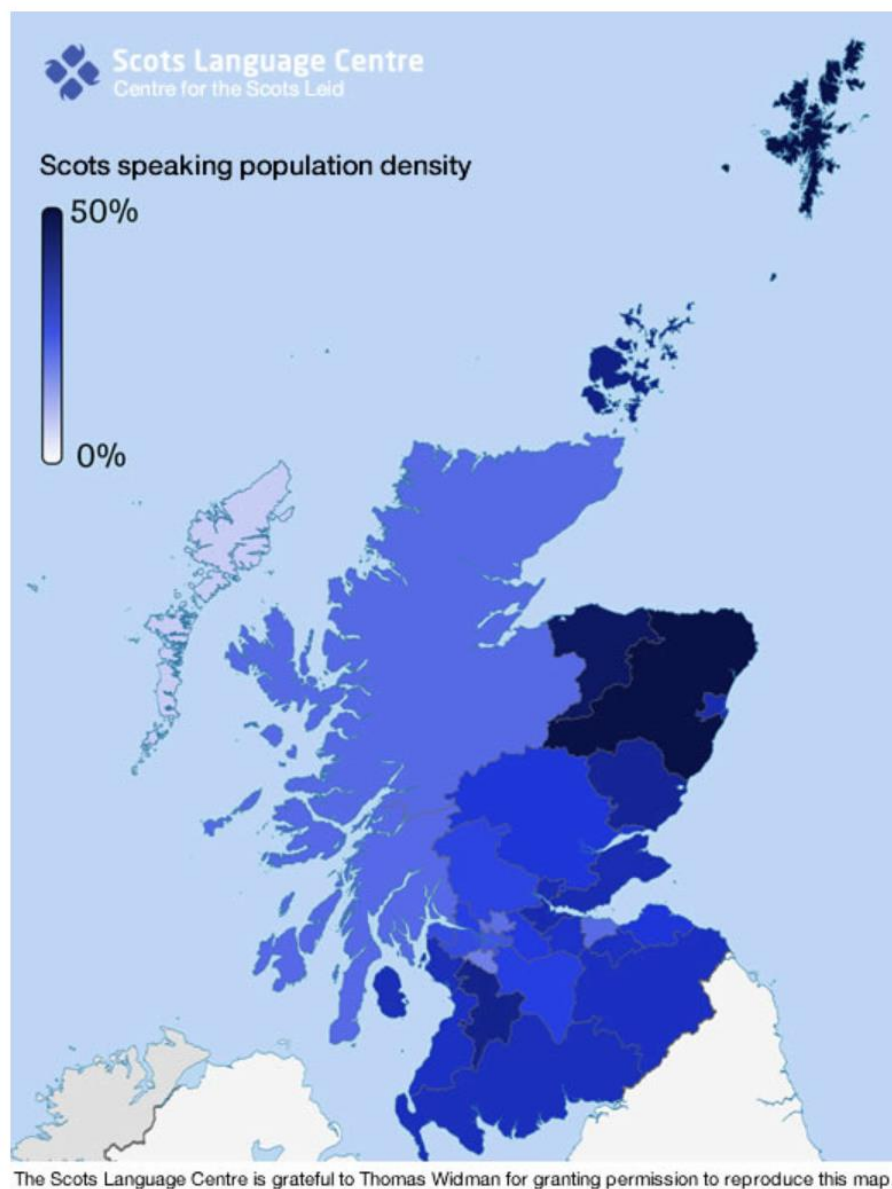 Scots Language Centre
Centre for the Scots Leid
Scots speaking population density
50%
0%
The Scots Language Centre is grateful to Thomas Widman for granting permission to reproduce this map